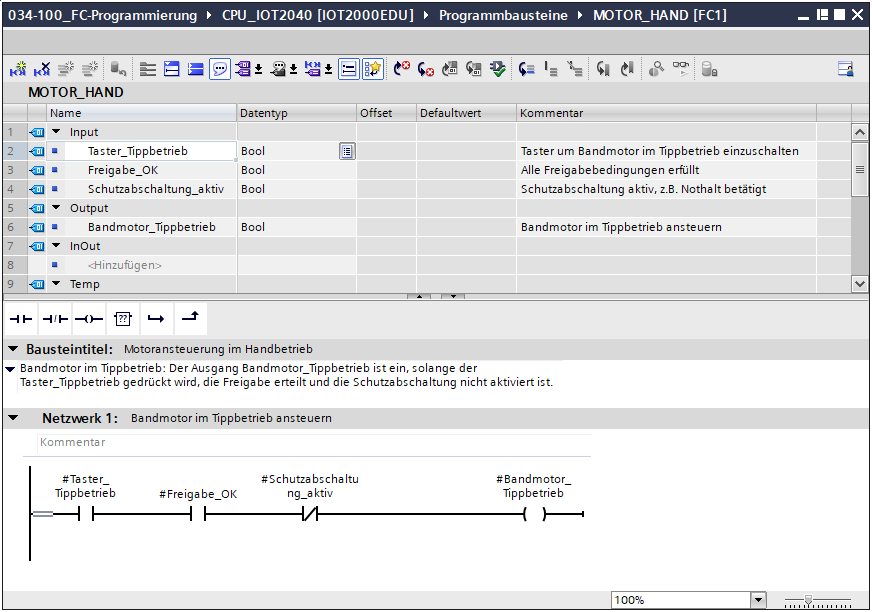 034-100_FC-Programmierung ▸ CPU_IOT2040 [IOT2000EDU] ▸ Programmbausteine ▸ MOTOR_HAND [FC1]
MOTOR_HAND
Name Datentyp Offset Defaultwert Kommentar
1 Input
2 Taster_Tippbetrieb Bool Taster um Bandmotor im Tippbetrieb einzuschalten
3 Freigabe_OK Bool Alle Freigabebedingungen erfüllt
4 Schutzabschaltung_aktiv Bool Schutzabschaltung aktiv, z.B. Nothalt betätigt
5 Output
6 Bandmotor_Tippbetrieb Bool Bandmotor im Tippbetrieb ansteuern
7 InOut
8 <Hinzufügen>
9 Temp
??
Bausteintitel: Motoransteuerung im Handbetrieb
Bandmotor im Tippbetrieb: Der Ausgang Bandmotor_Tippbetrieb ist ein, solange der
Taster_Tippbetrieb gedrückt wird, die Freigabe erteilt und die Schutzabschaltung nicht aktiviert ist.
Netzwerk 1: Bandmotor im Tippbetrieb ansteuern
Kommentar
#Taster_
Tippbetrieb
#Freigabe_OK
#Schutzabschaltu
ng_aktiv
#Bandmotor_
Tippbetrieb
100%